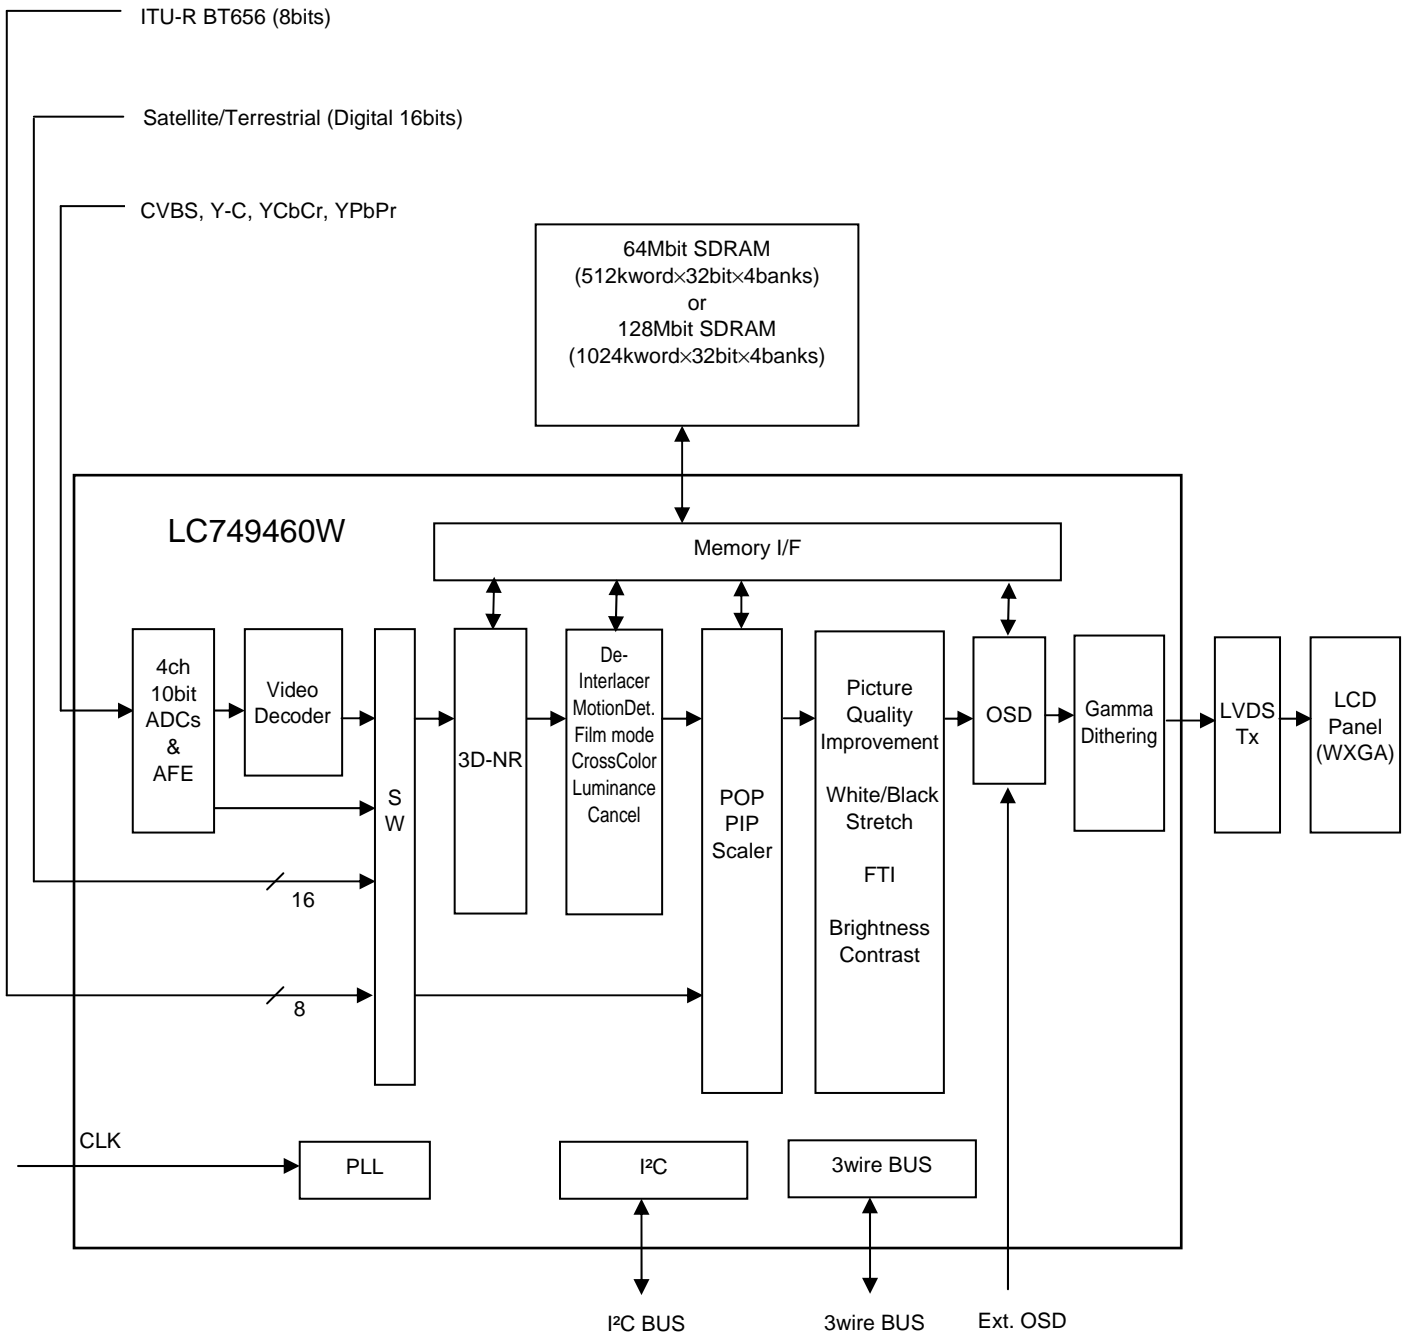 ITU-R BT656 (8bits)
Satellite/Terrestrial (Digital 16bits)
CVBS, Y-C, YCbCr, YPbPr
64Mbit SDRAM
(512kword×32bit×4banks)
or
128Mbit SDRAM
(1024kword×32bit×4banks)
LC749460W
Memory I/F
4ch
10bit
ADCs
&
AFE
Video
Decoder
S
W
3D-NR
De-
Interlacer
MotionDet.
Film mode
CrossColor
Luminance
Cancel
POP
PIP
Scaler
Picture
Quality
Improvement
White/Black
Stretch
FTI
Brightness
Contrast
OSD
Gamma
Dithering
LVDS
Tx
LCD
Panel
(WXGA)
16
8
CLK
PLL
I²C
3wire BUS
I²C BUS
3wire BUS
Ext. OSD